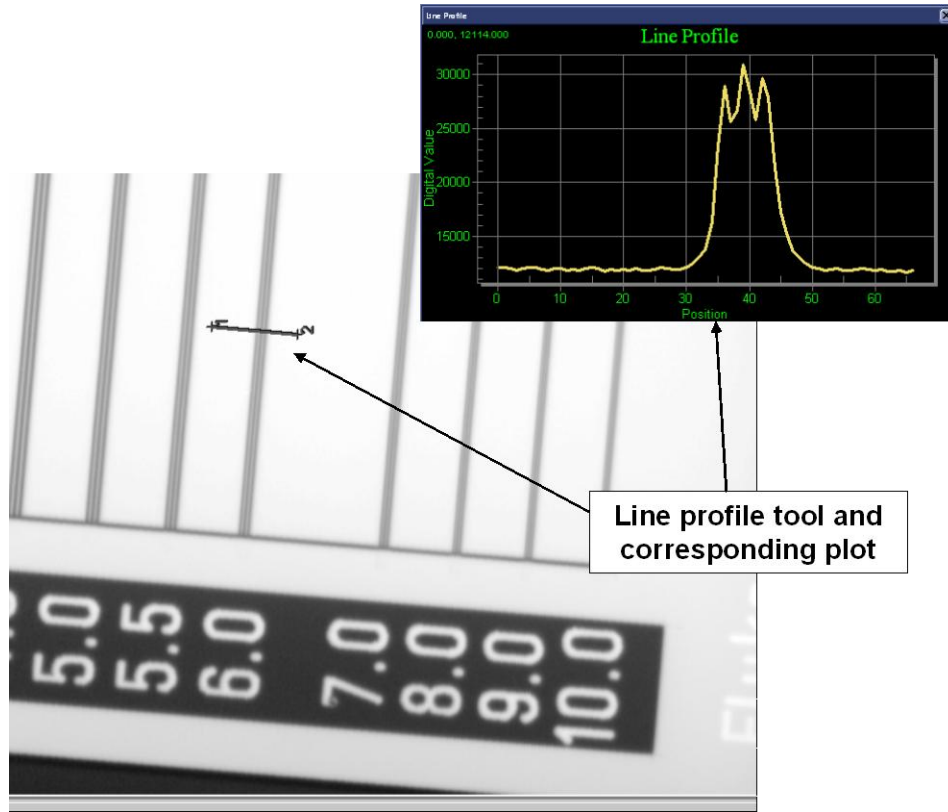 Line Profile
0.000, 12114.000
Line Profile
30000
25000
20000
15000
Digital Value
0 10 20 30 40 50 60
Position
1
2
Line profile tool and
corresponding plot
5.0
5.5
6.0
7.0
8.0
9.0
10.0
Fluke